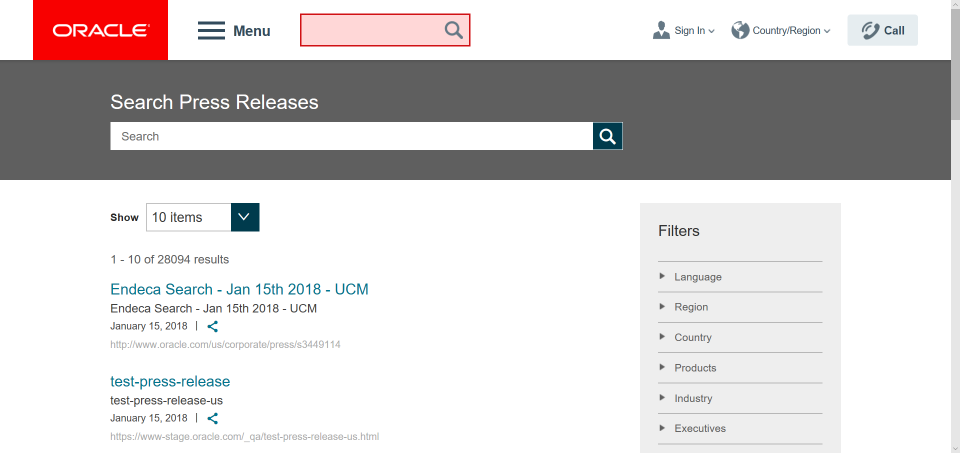 ORACLE
Menu
Sign In
Country/Region
Call
Search Press Releases
Search
Show
10 items
1 - 10 of 28094 results
Endeca Search - Jan 15th 2018 - UCM
Endeca Search - Jan 15th 2018 - UCM
January 15, 2018 |
http://www.oracle.com/us/corporate/press/s3449114
test-press-release
test-press-release-us
January 15, 2018 |
https://www-stage.oracle.com/_qa/test-press-release-us.html
Filters
Language
Region
Country
Products
Industry
Executives